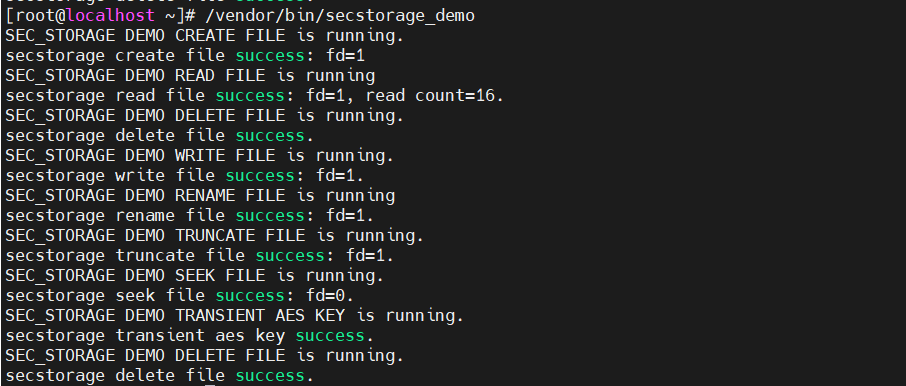 [root@localhost ~]# /vendor/bin/secstorage_demo
SEC_STORAGE DEMO CREATE FILE is running.
secstorage create file success: fd=1
SEC_STORAGE DEMO READ FILE is running
secstorage read file success: fd=1, read count=16.
SEC_STORAGE DEMO DELETE FILE is running.
secstorage delete file success.
SEC_STORAGE DEMO WRITE FILE is running.
secstorage write file success: fd=1.
SEC_STORAGE DEMO RENAME FILE is running
secstorage rename file success: fd=1.
SEC_STORAGE DEMO TRUNCATE FILE is running.
secstorage truncate file success: fd=1.
SEC_STORAGE DEMO SEEK FILE is running.
secstorage seek file success: fd=0.
SEC_STORAGE DEMO TRANSIENT AES KEY is running.
secstorage transient aes key success.
SEC_STORAGE DEMO DELETE FILE is running.
secstorage delete file success.